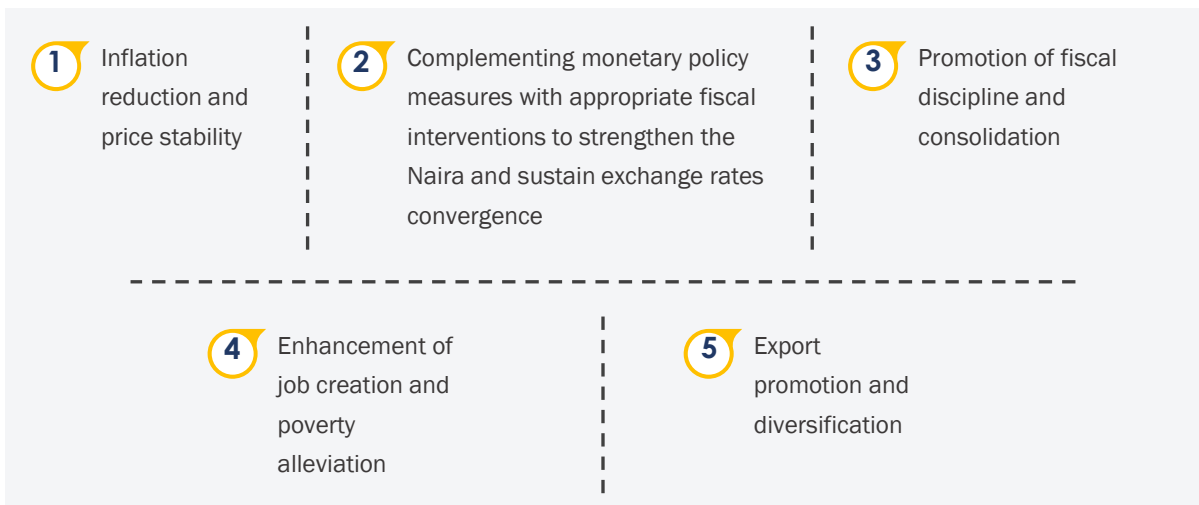 1
Inflation
reduction and
price stability
2
Complementing monetary policy
measures with appropriate fiscal
interventions to strengthen the
Naira and sustain exchange rates
convergence
3
Promotion of fiscal
discipline and
consolidation
4
Enhancement of
job creation and
poverty
alleviation
5
Export
promotion and
diversification